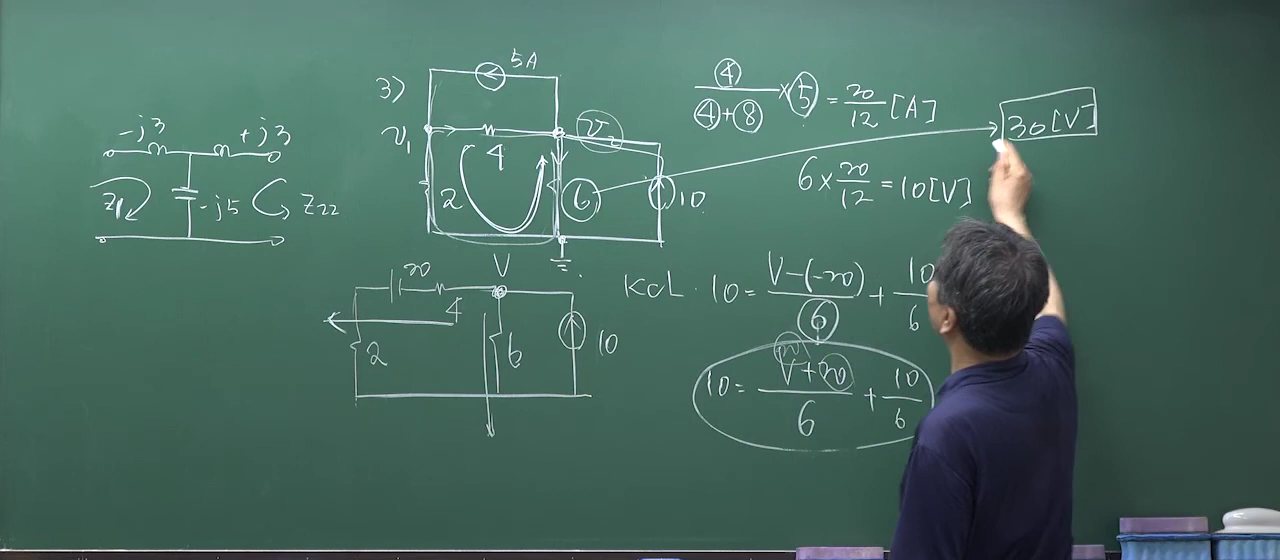 -j3
+j3
Z1
-j5
Z22
3)
5A
V1
4
V2
2
6
10
V
20
4
2
6
10
4/(4+8) × 5 = 20/12 [A]
30[V]
6 × 20/12 = 10[V]
KCL · 10 = V-(-20)/6 + 10/6
10 = V+20/6 + 10/6